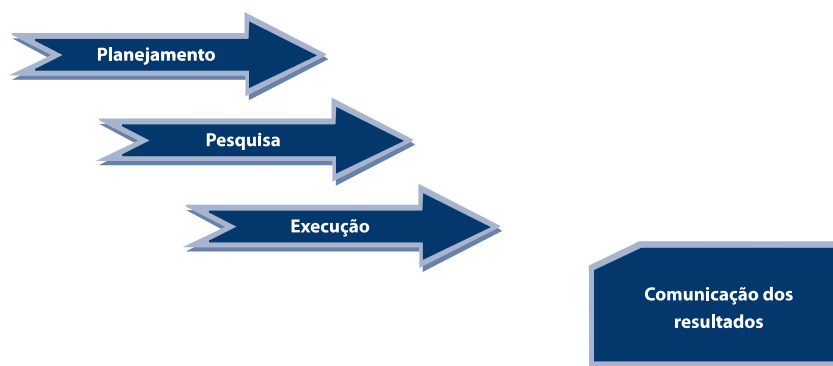 Planejamento
Pesquisa
Execução
Comunicação dos
resultados